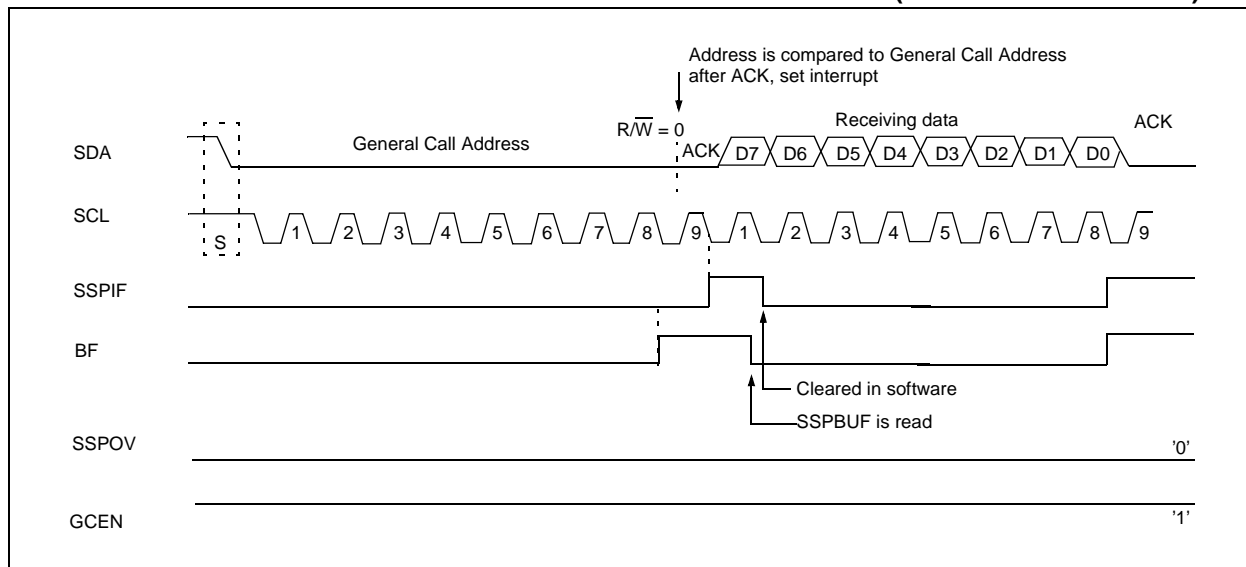 Address is compared to General Call Address
after ACK, set interrupt
R/W̅ = 0
Receiving data
ACK
SDA
General Call Address
ACK
D7 D6 D5 D4 D3 D2 D1 D0
SCL
S
1 2 3 4 5 6 7 8 9 1 2 3 4 5 6 7 8 9
SSPIF
BF
Cleared in software
SSPBUF is read
SSPOV
'0'
GCEN
'1'